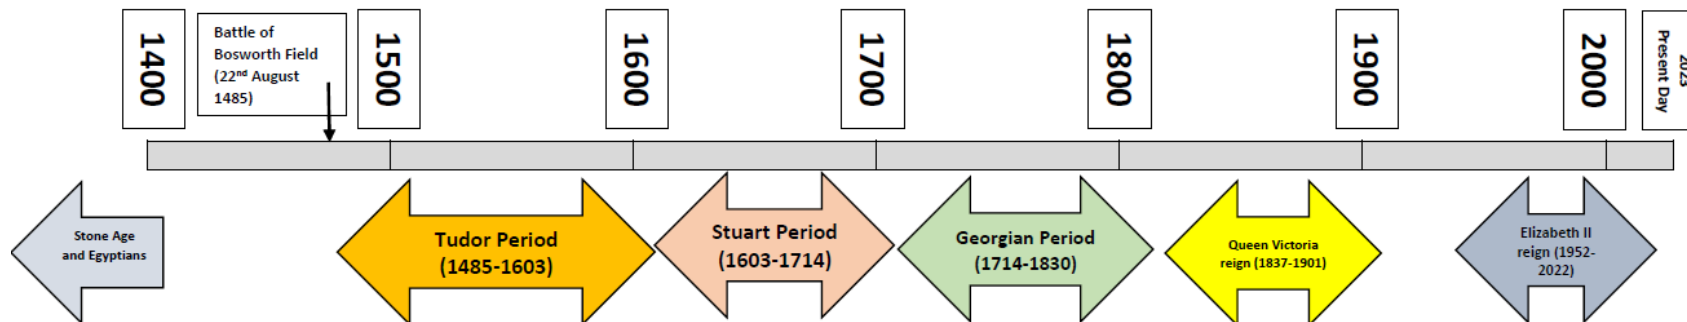 1400
Battle of
Bosworth Field
(22nd August
1485)
1500
1600
1700
1800
1900
2000
2023
Present Day
Stone Age
and Egyptians
Tudor Period
(1485-1603)
Stuart Period
(1603-1714)
Georgian Period
(1714-1830)
Queen Victoria
reign (1837-1901)
Elizabeth II
reign (1952-
2022)